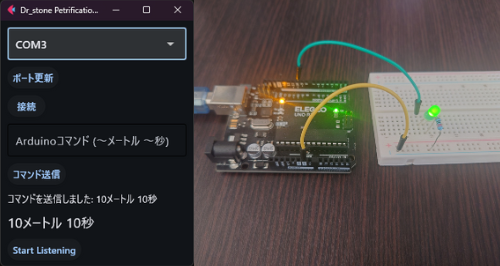 Dr_stone Petrification...
COM3
ポート更新
接続
Arduinoコマンド (〜メートル 〜秒)
コマンド送信
コマンドを送信しました: 10メートル 10秒
10メートル 10秒
Start Listening
ELEGOO
UNO R3